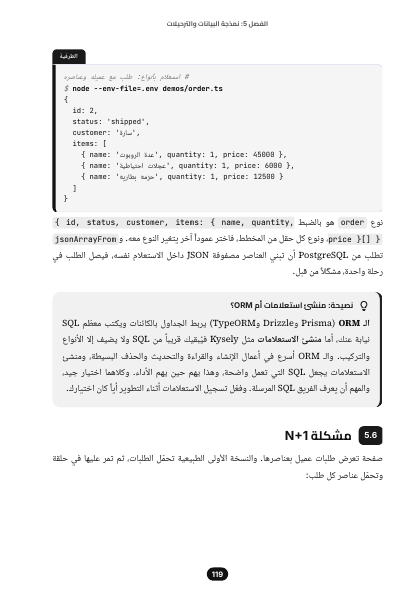 الفصل 5: نمذجة البيانات والترحيلات
الطرفية
# استعلام بأنواع: طلب مع عميله وعناصره
$ node --env-file=.env demos/order.ts
{
  id: 2,
  status: 'shipped',
  customer: 'سارة',
  items: [
    { name: 'عدة الروبوت', quantity: 1, price: 45000 },
    { name: 'عجلات احتياطية', quantity: 1, price: 6000 },
    { name: 'حزمة بطارية', quantity: 1, price: 12500 }
  ]
}
نوع order هو بالضبط { id, status, customer, items: { name, quantity,
price }[] }، ونوع كل حقل من المخطط، فاختر عموداً آخر يتغير النوع معه. و jsonArrayFrom
تطلب من PostgreSQL أن تبني العناصر مصفوفة JSON داخل الاستعلام نفسه، فيصل الطلب في
رحلة واحدة، مشكلاً من قبل.
نصيحة: منشئ استعلامات أم ORM؟
الـ ORM (Prisma و Drizzle و TypeORM) يربط الجداول بالكائنات ويكتب معظم SQL
نيابة عنك، أما منشئ الاستعلامات مثل Kysely فيُبقيك قريباً من SQL ولا يضيف إلا الأنواع
والتركيب. والـ ORM أسرع في أعمال الإنشاء والقراءة والتحديث والحذف البسيطة، ومنشئ
الاستعلامات يجعل SQL التي تعمل واضحة، وهذا يهم حين يهم الأداء. وكلاهما اختيار جيد،
والمهم أن يعرف الفريق SQL المرسلة. وفعّل تسجيل الاستعلامات أثناء التطوير أياً كان اختيارك.
5.6 مشكلة N+1
صفحة تعرض طلبات عميل بعناصرها. والنسخة الأولى الطبيعية تحمّل الطلبات، ثم تمر عليها في حلقة
وتحمّل عناصر كل طلب:
119